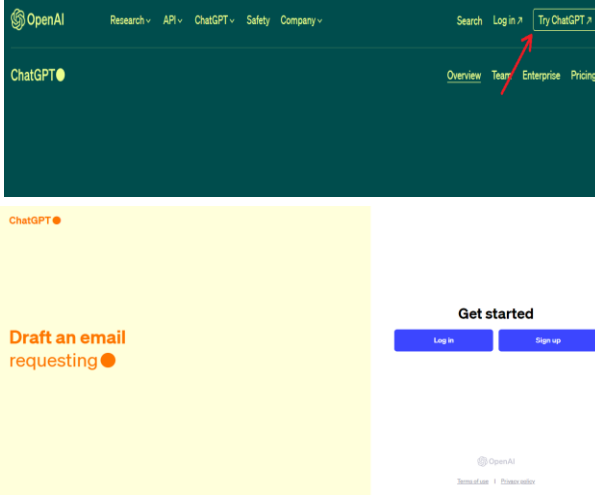 OpenAI Research API ChatGPT Safety Company Search Log in ↗ Try ChatGPT ↗
ChatGPT Overview Team Enterprise Pricing
ChatGPT
Draft an email
requesting
Get started
Log in Sign up
OpenAI
Terms of use | Privacy policy